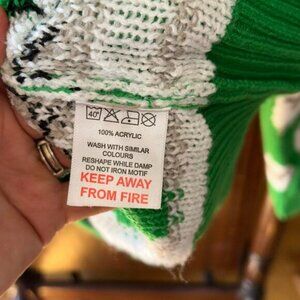 40°
100% ACRYLIC
WASH WITH SIMILAR
COLOURS
RESHAPE WHILE DAMP
DO NOT IRON MOTIF
KEEP AWAY
FROM FIRE